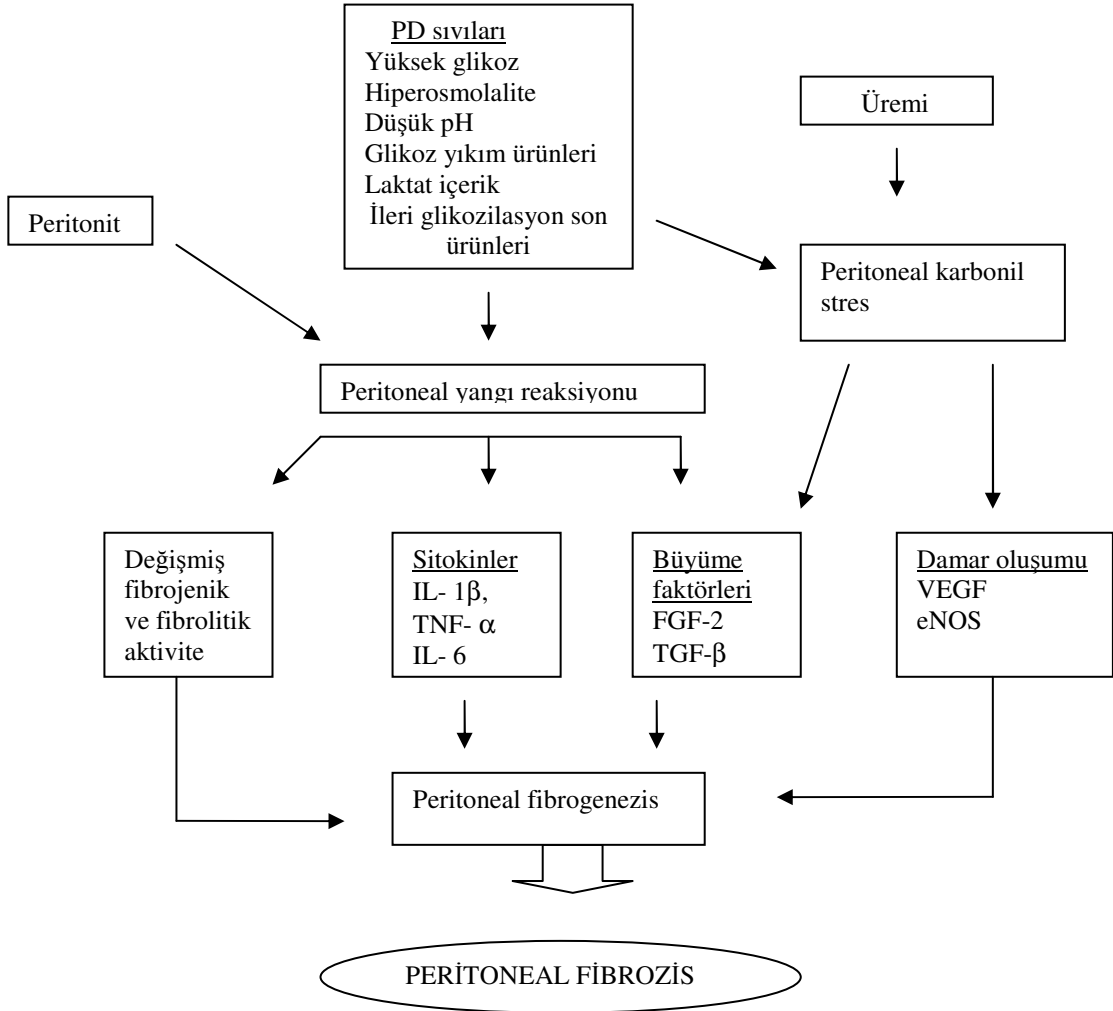 PD sıvıları
Yüksek glikoz
Hiperosmolalite
Düşük pH
Glikoz yıkım ürünleri
Laktat içerik
İleri glikozilasyon son
ürünleri
Üremi
Peritonit
Peritoneal karbonil
stres
Peritoneal yangı reaksiyonu
Değişmiş
fibrojenik
ve fibrolitik
aktivite
Sitokinler
IL- 1β,
TNF- α
IL- 6
Büyüme
faktörleri
FGF-2
TGF-β
Damar oluşumu
VEGF
eNOS
Peritoneal fibrogenezis
PERİTONEAL FİBROZİS